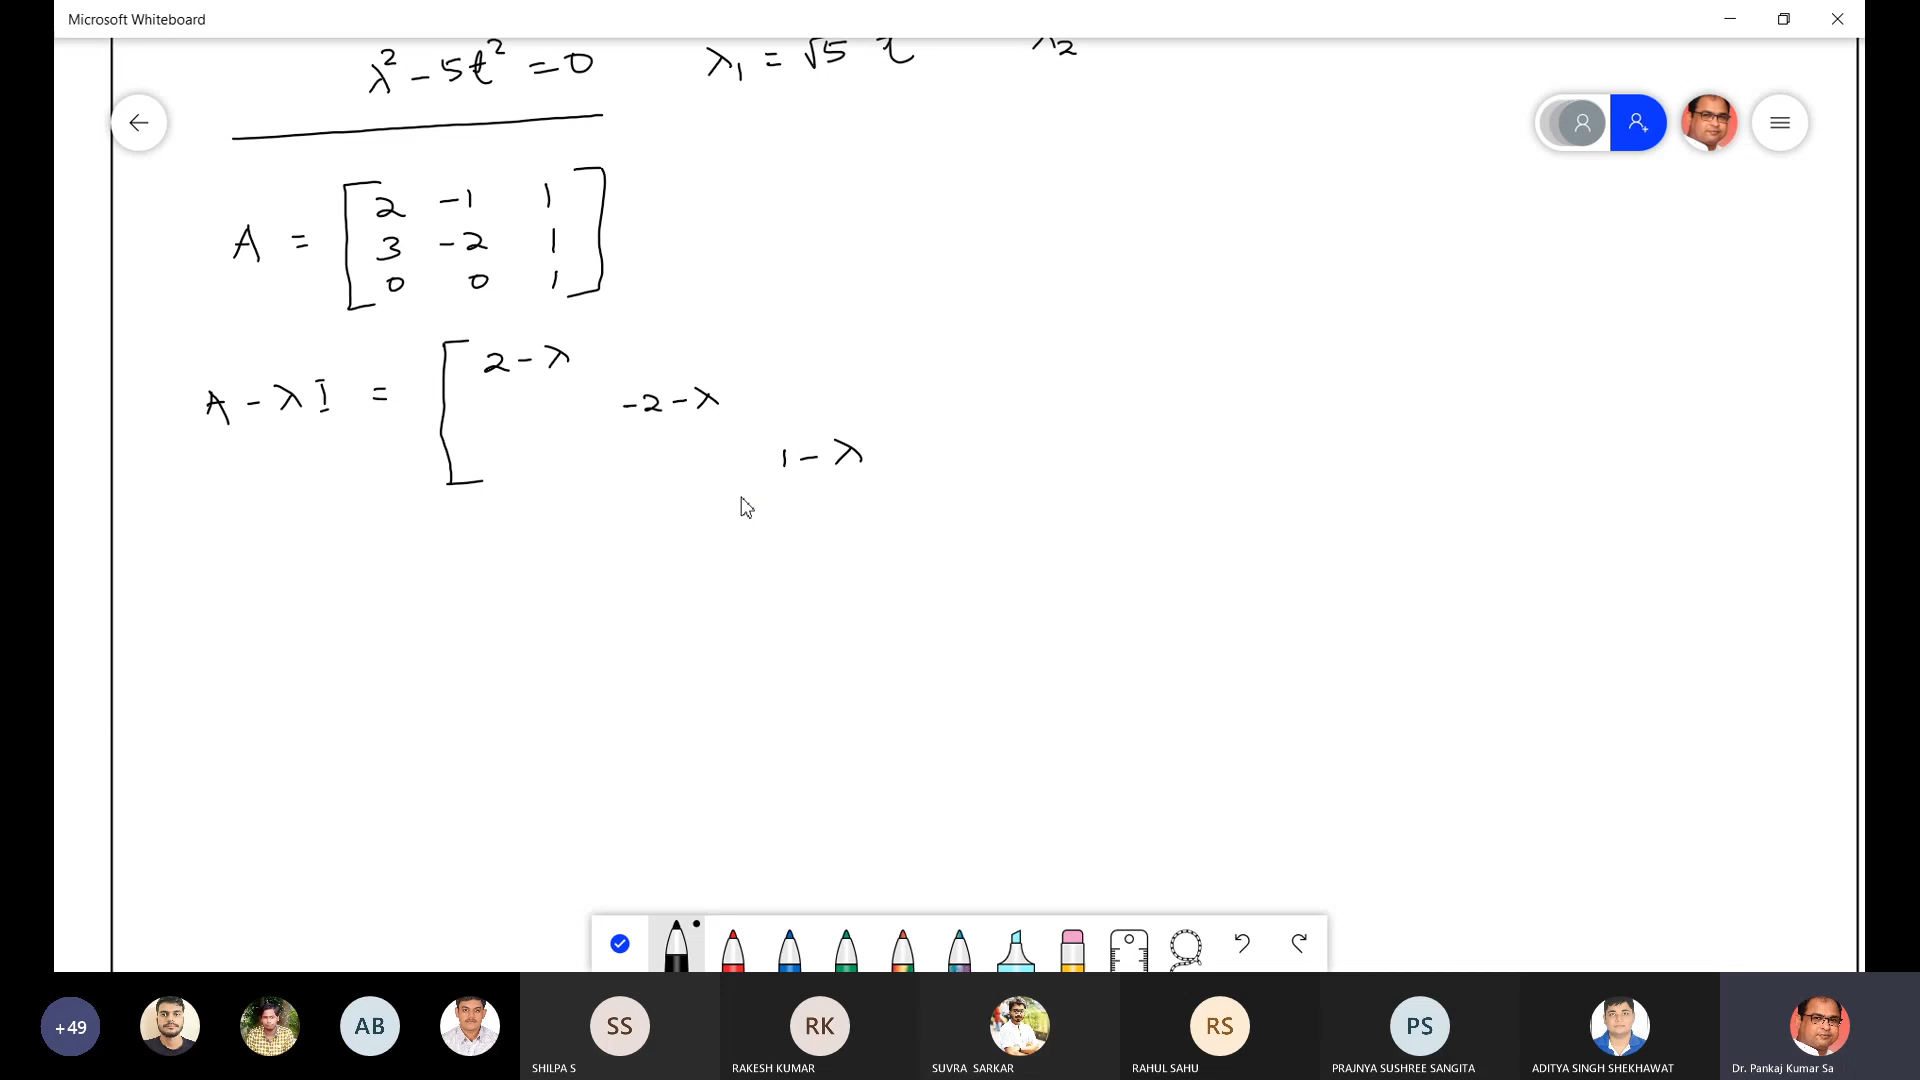 Microsoft Whiteboard
λ² - 5t² = 0    λ₁ = √5 t    λ₂
A = [ 2 -1 1
3 -2 1
0 0 1 ]
A - λI = [ 2 - λ
-2 - λ
1 - λ
+49
AB
SS
RK
RS
PS
SHILPA S
RAKESH KUMAR
SUVRA SARKAR
RAHUL SAHU
PRAJNYA SUSHREE SANGITA
ADITYA SINGH SHEKHAWAT
Dr. Pankaj Kumar Sa